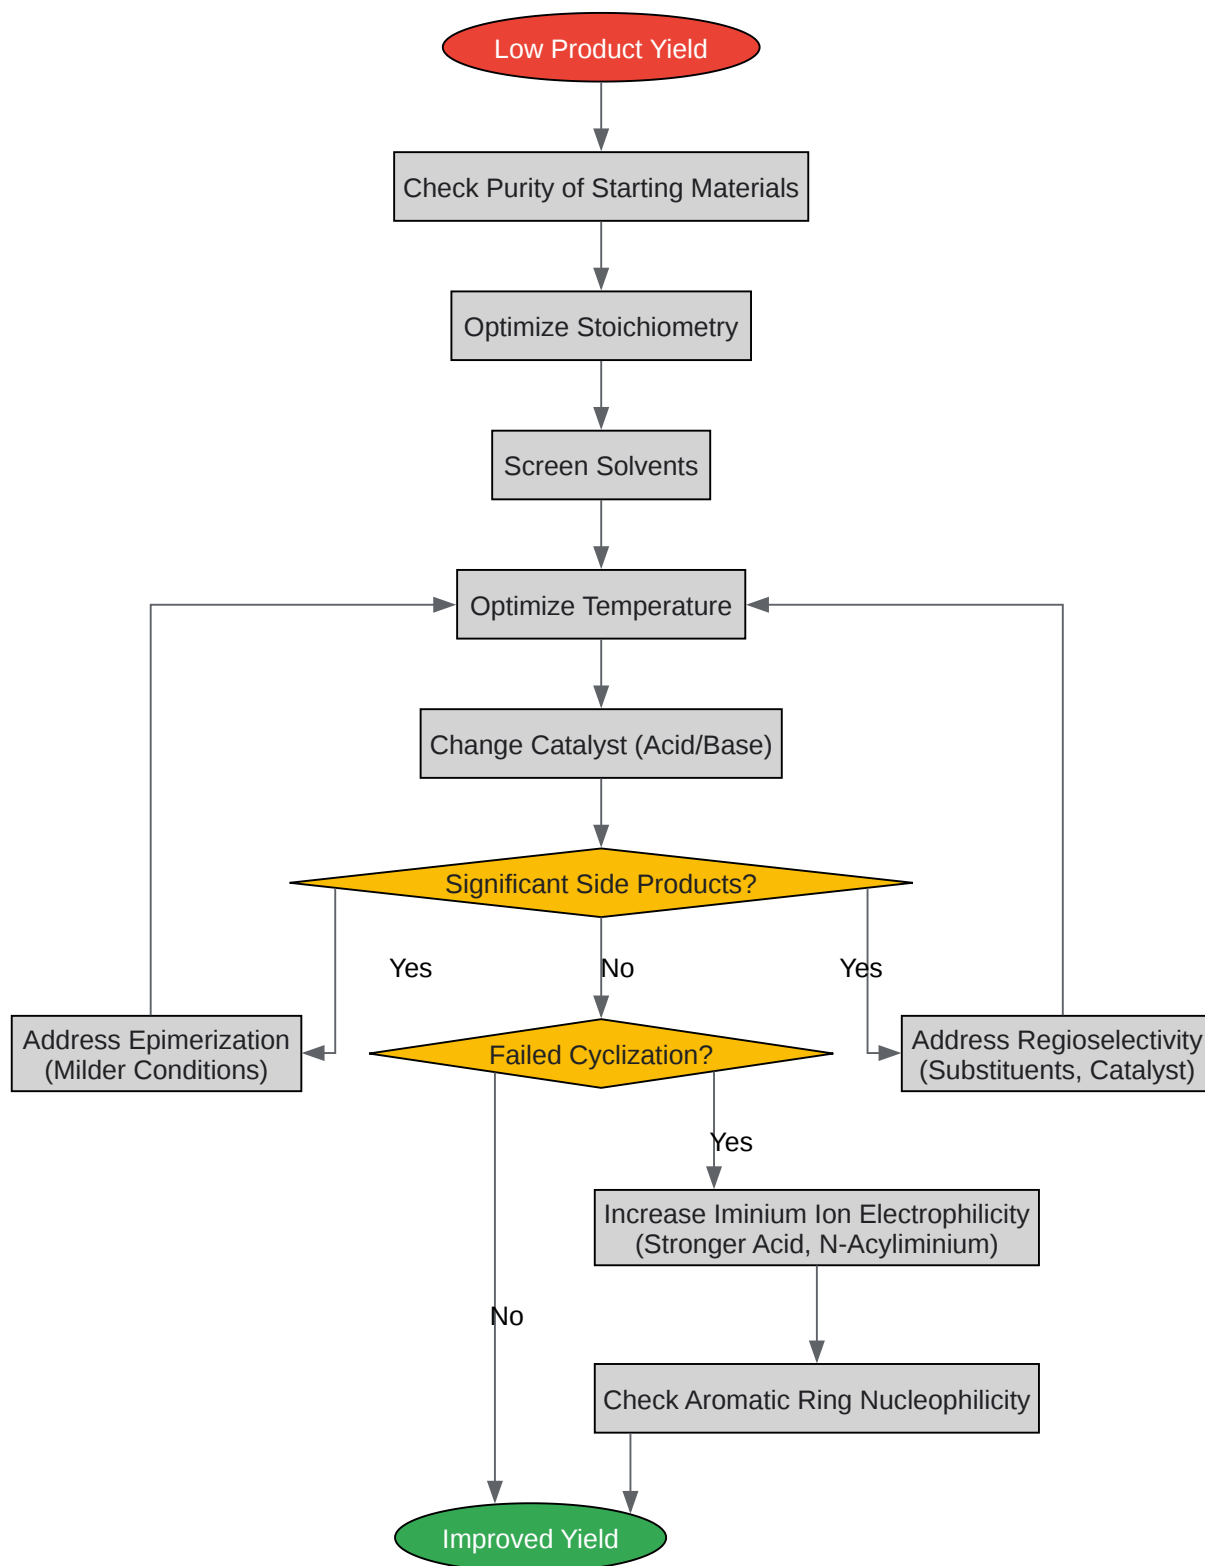 Low Product Yield
Check Purity of Starting Materials
Optimize Stoichiometry
Screen Solvents
Optimize Temperature
Change Catalyst (Acid/Base)
Significant Side Products?
Yes
No
Yes
Address Epimerization
(Milder Conditions)
Failed Cyclization?
Address Regioselectivity
(Substituents, Catalyst)
Yes
Increase Iminium Ion Electrophilicity
(Stronger Acid, N-Acyliminium)
No
Check Aromatic Ring Nucleophilicity
Improved Yield